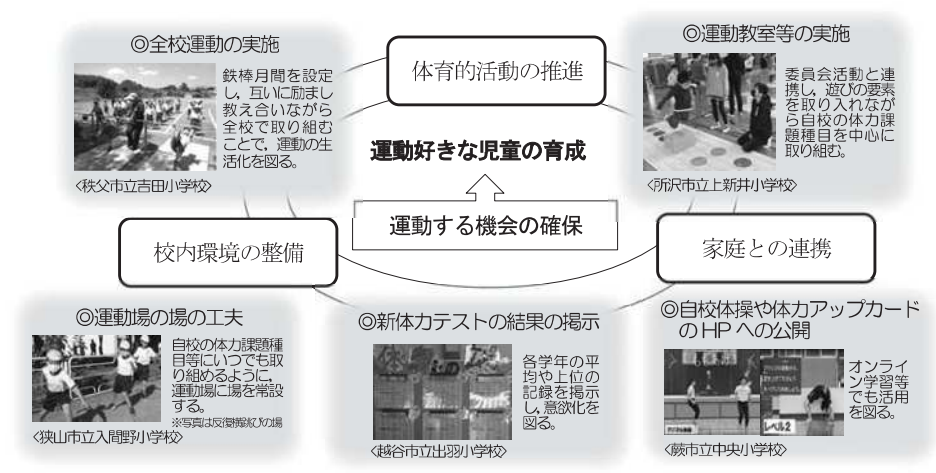 ◎全校運動の実施
鉄棒月間を設定
し，互いに励まし
教え合いながら
全校で取り組む
ことで，運動の生
活化を図る。
〈秩父市立吉田小学校〉
体育的活動の推進
◎運動教室等の実施
委員会活動と連
携し，遊びの要素
を取り入れなが
ら自校の体力課
題種目を中心に
取り組む。
〈所沢市立上新井小学校〉
運動好きな児童の育成
運動する機会の確保
校内環境の整備
家庭との連携
◎運動場の場の工夫
自校の体力課題種
目等にいつでも取
り組めるように，
運動場に場を常設
する。
※写真は反復横跳びの場
〈狭山市立入間野小学校〉
◎新体力テストの結果の掲示
各学年の平
均や上位の
記録を掲示
し，意欲化を
図る。
〈越谷市立出羽小学校〉
◎自校体操や体力アップカード
のHPへの公開
オンライ
ン学習等
でも活用
を図る。
レベル2
〈蕨市立中央小学校〉